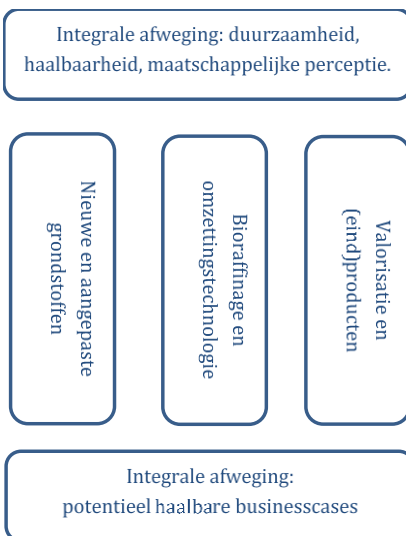 Integrale afweging: duurzaamheid,
haalbaarheid, maatschappelijke perceptie.
Nieuwe en aangepaste
grondstoffen
Bioraffinage en
omzettingstechnologie
Valorisatie en
(eind)producten
Integrale afweging:
potentieel haalbare businesscases